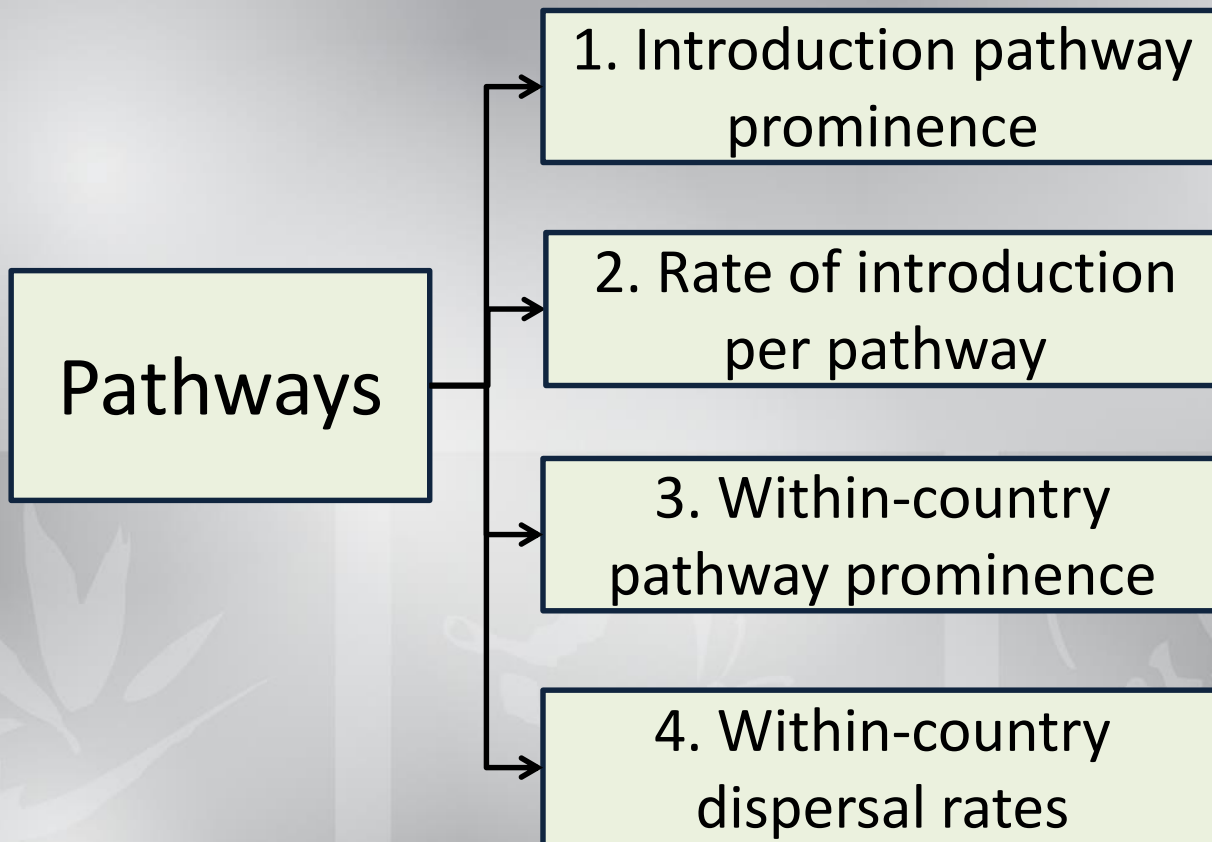 Pathways
1. Introduction pathway
prominence
2. Rate of introduction
per pathway
3. Within-country
pathway prominence
4. Within-country
dispersal rates